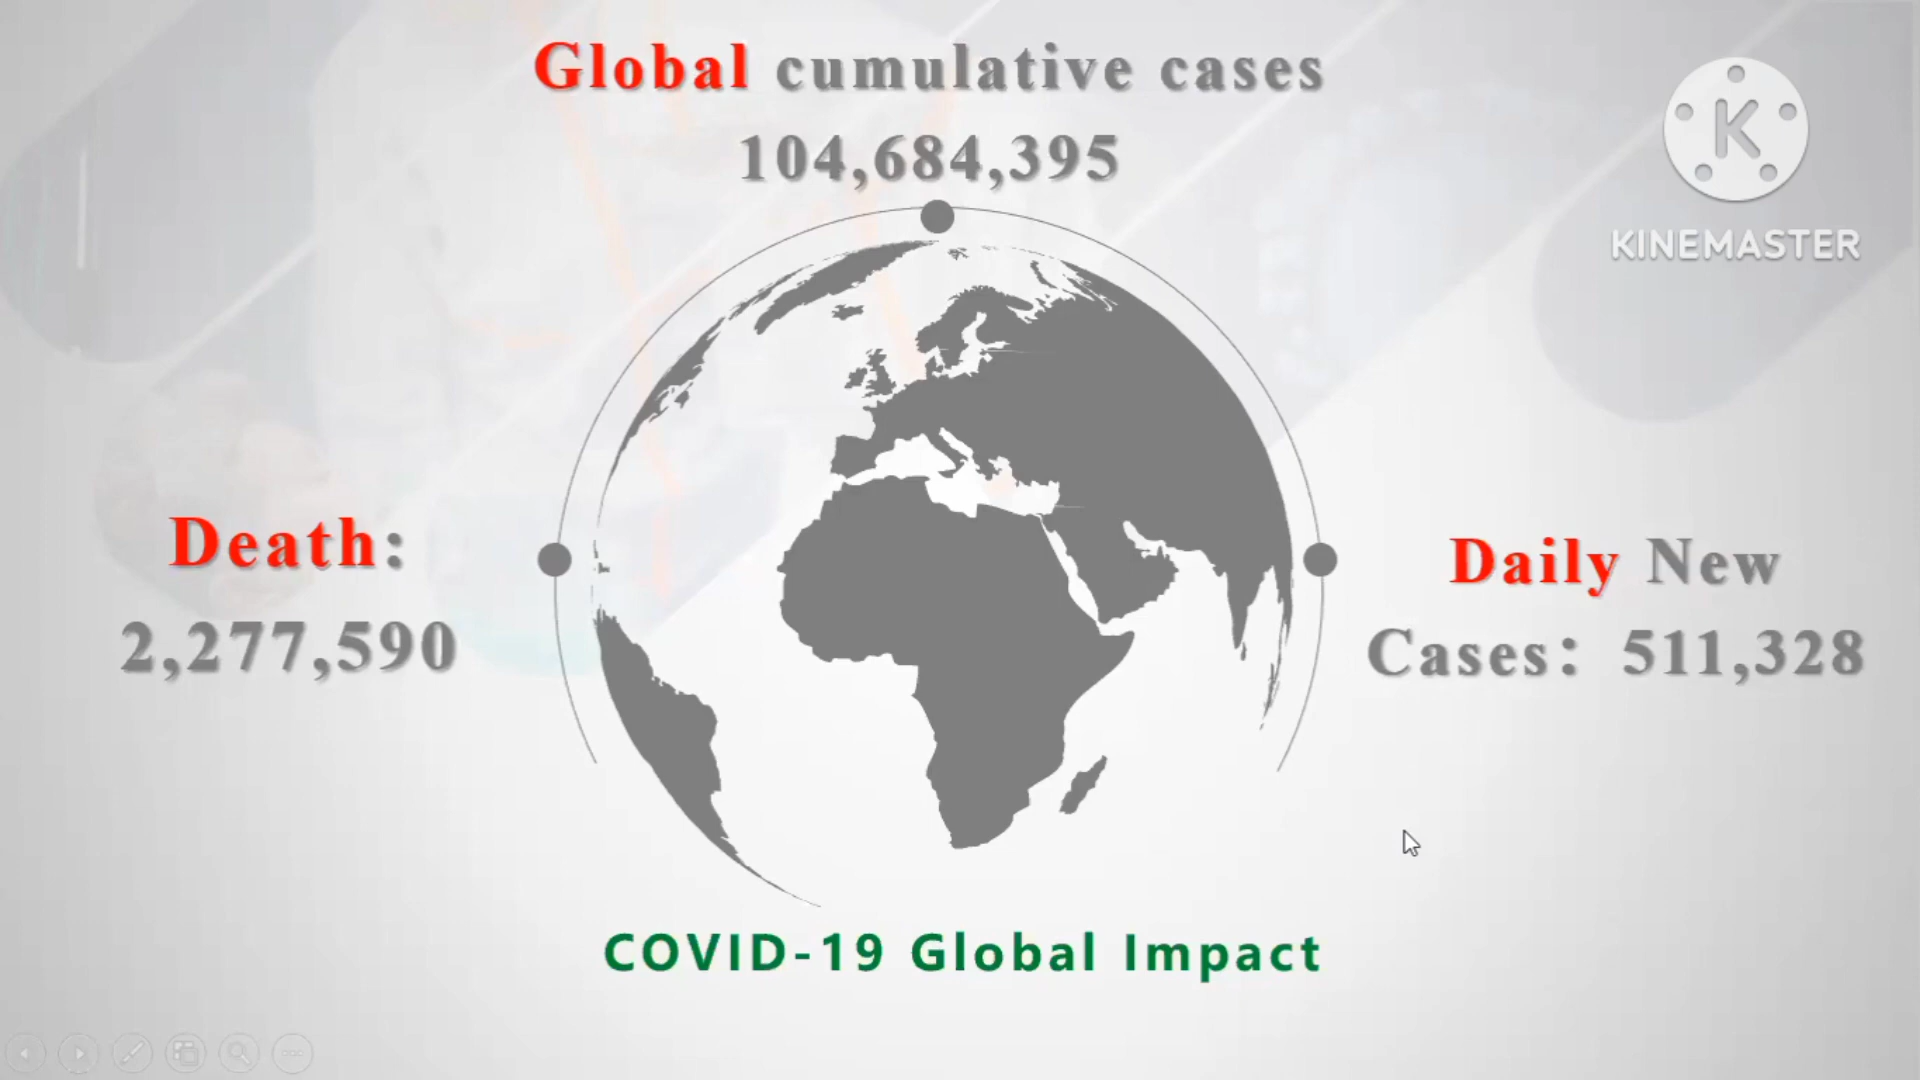 Global cumulative cases
104,684,395
K
KINEMASTER
Death:
2,277,590
Daily New
Cases: 511,328
COVID-19 Global Impact